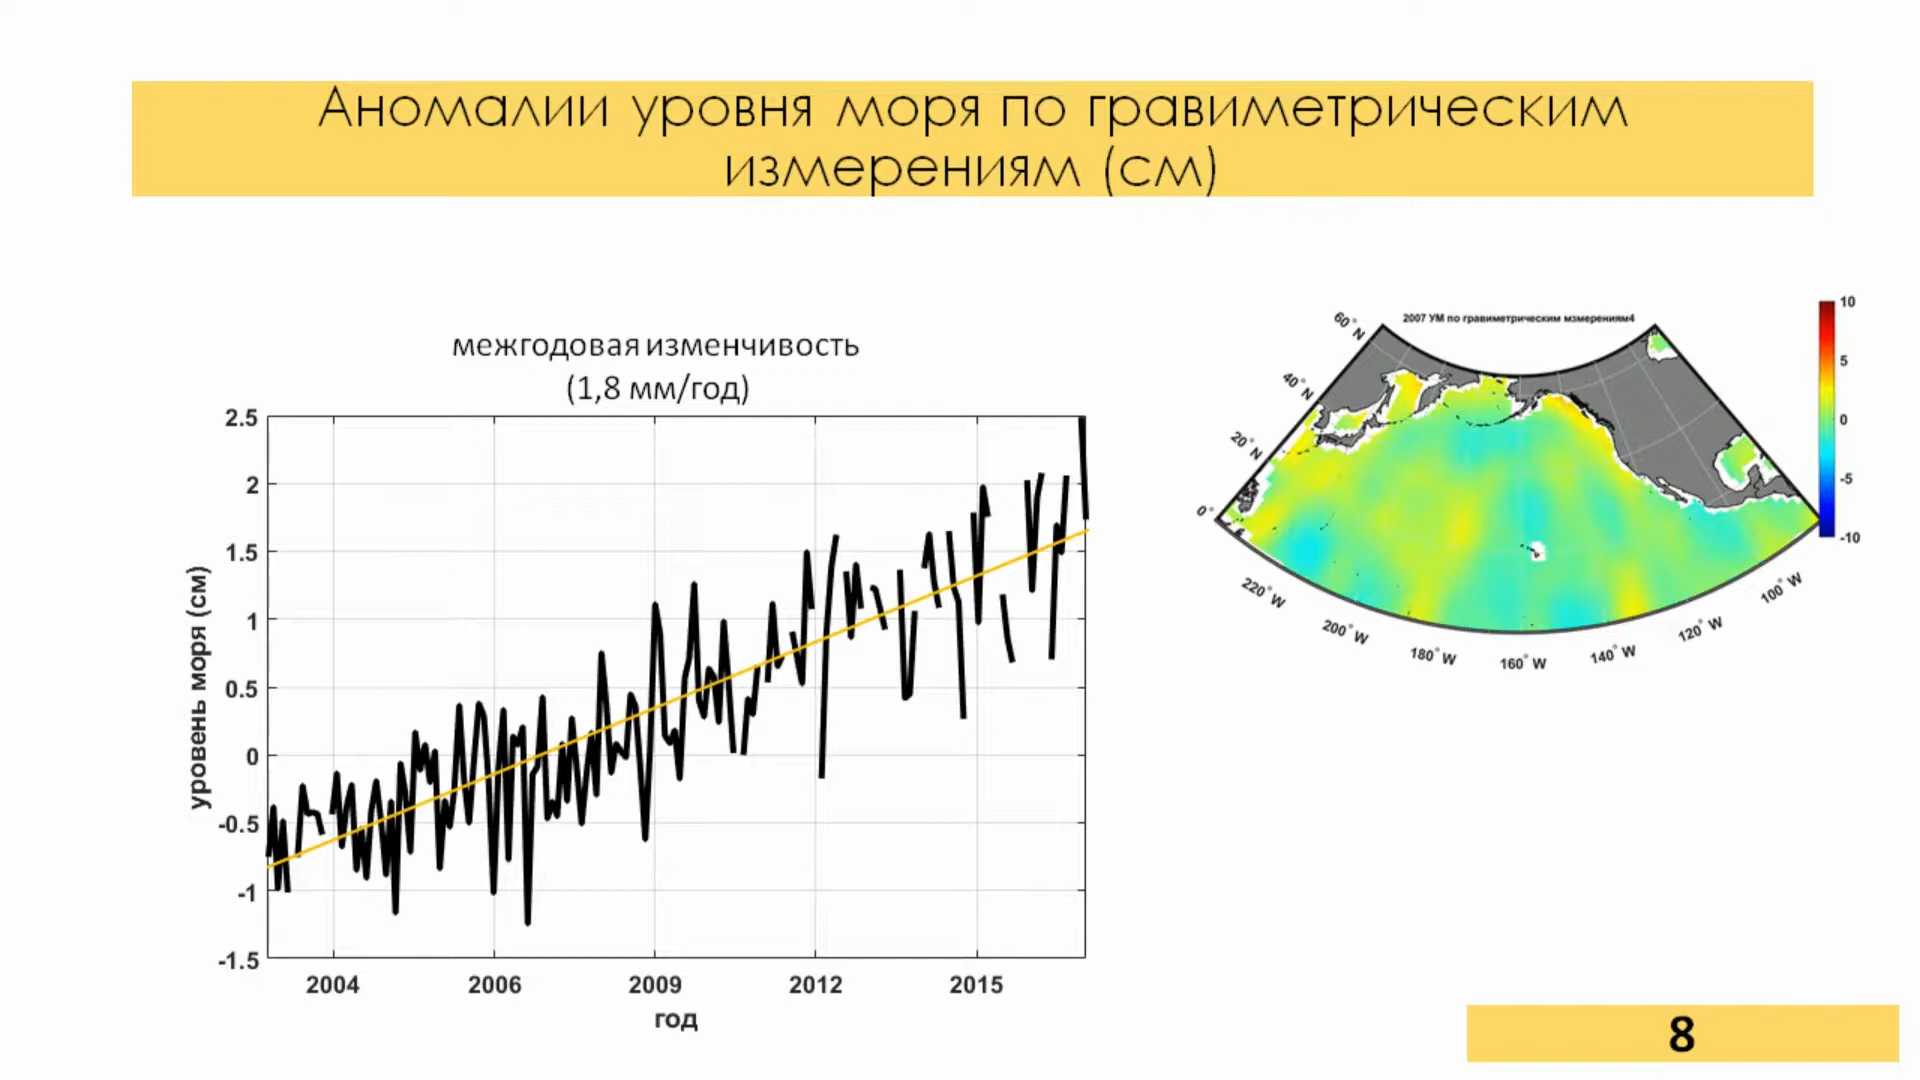 Аномалии уровня моря по гравиметрическим
измерениям (см)
межгодовая изменчивость
(1,8 мм/год)
2.5
2
1.5
1
0.5
0
-0.5
-1
-1.5
уровень моря (см)
2004 2006 2009 2012 2015
год
2007 УМ по гравиметрическим мзмерениям4
60° N
40° N
20° N
0°
220° W
200° W
180° W
160° W
140° W
120° W
100° W
10
5
0
-5
-10
8